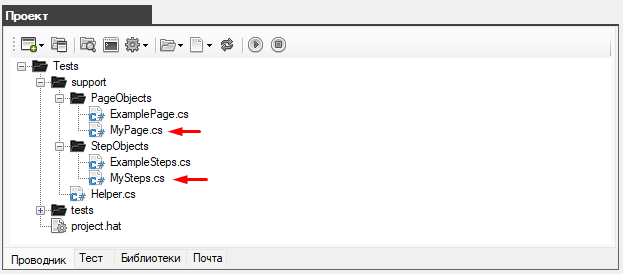 Проект
Tests
support
PageObjects
ExamplePage.cs
MyPage.cs
StepObjects
ExampleSteps.cs
MySteps.cs
Helper.cs
tests
project.hat
Проводник Тест Библиотеки Почта